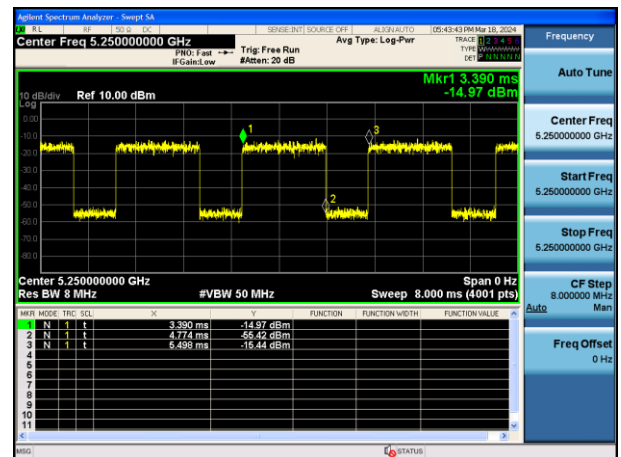 Agilent Spectrum Analyzer - Swept SA
RL RF 50 Ω DC SENSE:INT SOURCE OFF ALIGNAUTO 05:43:43 PM Mar 18, 2024
Center Freq 5.250000000 GHz
PNO: Fast
IFGain:Low
Trig: Free Run
#Atten: 20 dB
Avg Type: Log-Pwr
TRACE 1 2 3 4 5 6
TYPE
DET P N N N N N
Mkr1 3.390 ms
-14.97 dBm
10 dB/div Ref 10.00 dBm
Log
0.00
-10.0
-20.0
-30.0
-40.0
-50.0
-60.0
-70.0
-80.0
1
2
3
Center 5.250000000 GHz Span 0 Hz
Res BW 8 MHz #VBW 50 MHz Sweep 8.000 ms (4001 pts)
MKR MODE TRC SCL X Y FUNCTION FUNCTION WIDTH FUNCTION VALUE
1 N 1 t 3.390 ms -14.97 dBm
2 N 1 t 4.774 ms -55.42 dBm
3 N 1 t 5.498 ms -15.44 dBm
4
5
6
7
8
9
10
11
MSG STATUS
Frequency
Auto Tune
Center Freq
5.250000000 GHz
Start Freq
5.250000000 GHz
Stop Freq
5.250000000 GHz
CF Step
8.000000 MHz
Auto Man
Freq Offset
0 Hz